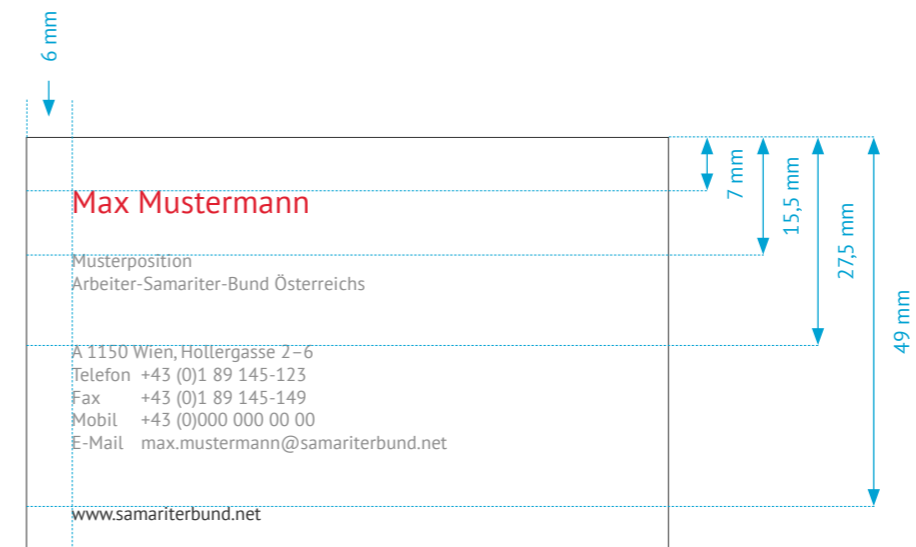 6 mm
7 mm
15,5 mm
27,5 mm
49 mm
Max Mustermann
Musterposition
Arbeiter-Samariter-Bund Österreichs
A 1150 Wien, Hollergasse 2–6
Telefon +43 (0)1 89 145-123
Fax +43 (0)1 89 145-149
Mobil +43 (0)000 000 00 00
E-Mail max.mustermann@samariterbund.net
www.samariterbund.net